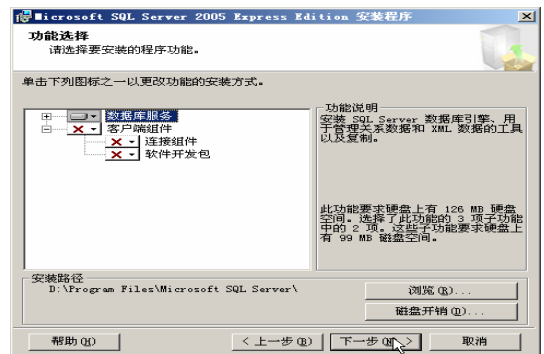 Microsoft SQL Server 2005 Express Edition 安装程序
功能选择
请选择要安装的程序功能。
单击下列图标之一以更改功能的安装方式。
数据库服务
客户端组件
连接组件
软件开发包
功能说明
安装 SQL Server 数据库引擎、用
于管理关系数据和 XML 数据的工具
以及复制。
此功能要求硬盘上有 126 MB 硬盘
空间。选择了此功能的 3 项子功能
中的 2 项。这些子功能要求硬盘上
有 99 MB 磁盘空间。
安装路径
D:\Program Files\Microsoft SQL Server\
浏览(R)...
磁盘开销(D)...
帮助(H)
< 上一步(B)
下一步(N) >
取消